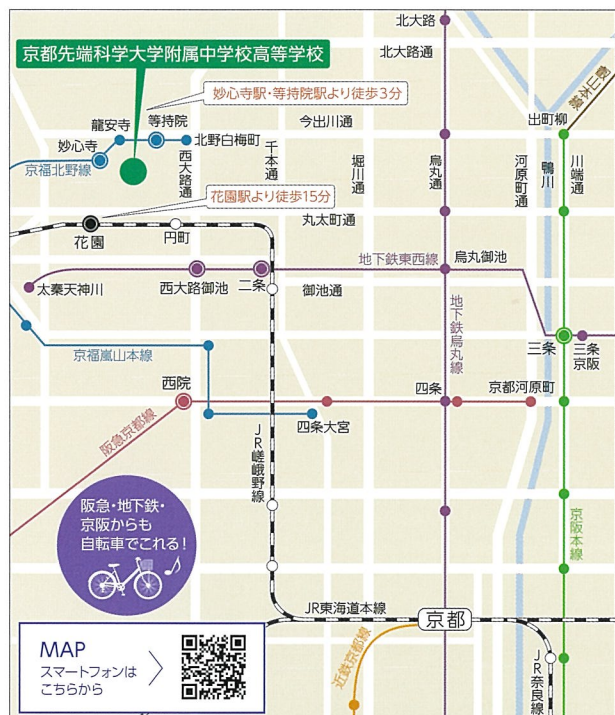 北大路
北大路通
叡山本線
京都先端科学大学附属中学校高等学校
妙心寺駅・等持院駅より徒歩3分
出町柳
龍安寺
等持院
今出川通
妙心寺
北野白梅町
京福北野線
西大路通
千本通
堀川通
烏丸通
河原町通
鴨川
川端通
花園駅より徒歩15分
丸太町通
花園
円町
地下鉄東西線
烏丸御池
太秦天神川
西大路御池
二条
御池通
地下鉄烏丸線
京福嵐山本線
三条
三条京阪
西院
四条
京都河原町
阪急京都線
四条大宮
JR嵯峨野線
阪急・地下鉄・
京阪からも
自転車でこれる!
京阪本線
JR東海道本線
京都
MAP
スマートフォンは
こちらから
近鉄京都線
JR奈良線